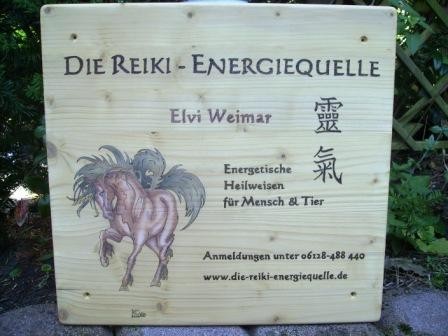 DIE REIKI - ENERGIEQUELLE
Elvi Weimar
靈
氣
Energetische
Heilweisen
für Mensch & Tier
Anmeldungen unter 06128-488 440
www.die-reiki-energiequelle.de